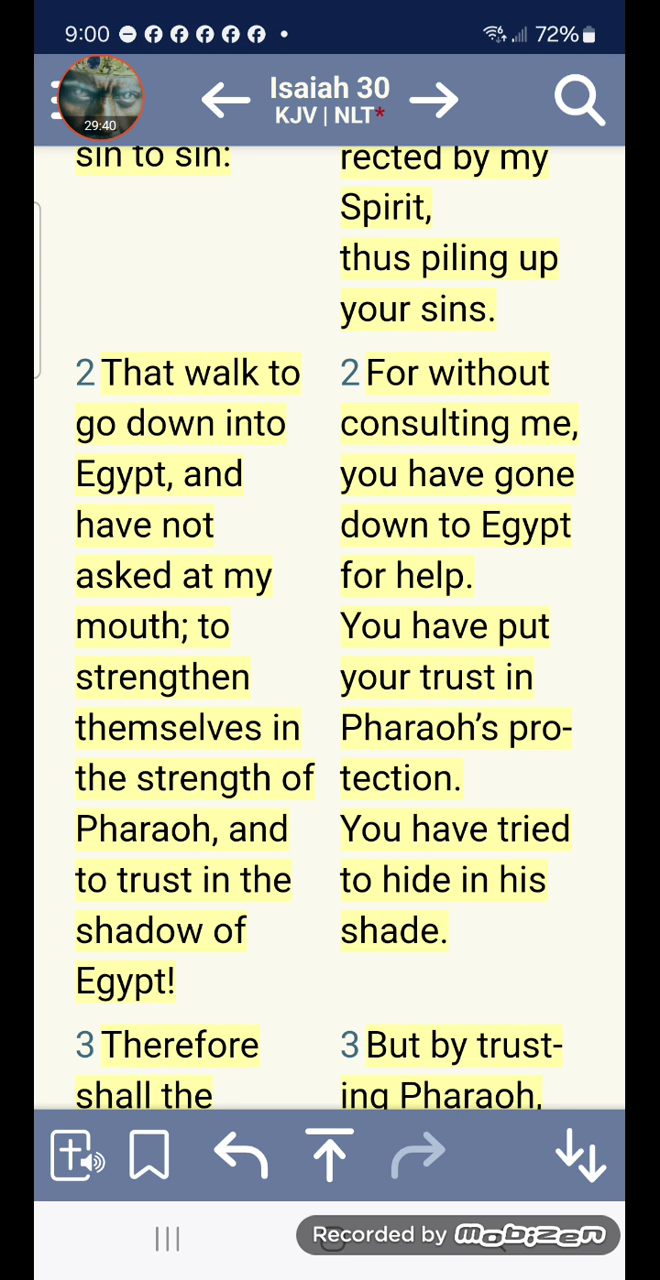 9:00
72%
Isaiah 30
KJV | NLT*
29:40
sin to sin:
2 That walk to
go down into
Egypt, and
have not
asked at my
mouth; to
strengthen
themselves in
the strength of
Pharaoh, and
to trust in the
shadow of
Egypt!
3 Therefore
shall the
rected by my
Spirit,
thus piling up
your sins.
2 For without
consulting me,
you have gone
down to Egypt
for help.
You have put
your trust in
Pharaoh's pro-
tection.
You have tried
to hide in his
shade.
3 But by trust-
ing Pharaoh,
Recorded by mobizen